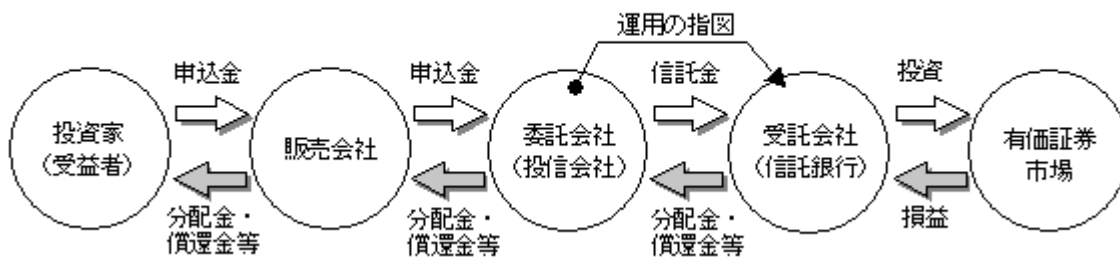 運用の指図
申込金
申込金
信託金
投資
投資家
(受益者)
販売会社
委託会社
(投信会社)
受託会社
(信託銀行)
有価証券
市場
分配金・
償還金等
分配金・
償還金等
分配金・
償還金等
損益